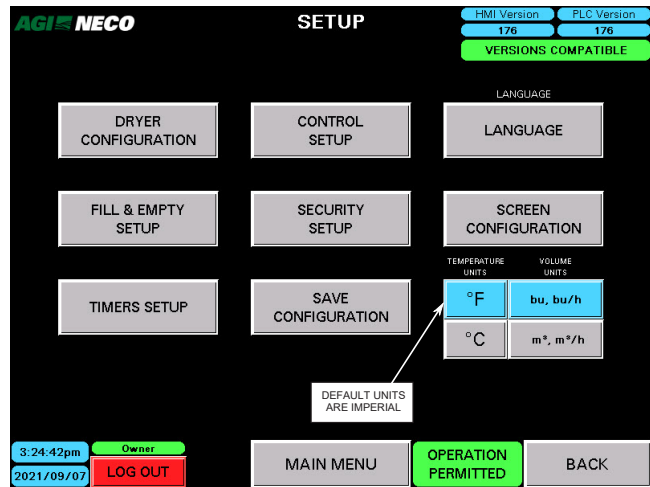 AGI NECO
SETUP
HMI Version
PLC Version
176
176
VERSIONS COMPATIBLE
LANGUAGE
DRYER
CONFIGURATION
CONTROL
SETUP
LANGUAGE
FILL & EMPTY
SETUP
SECURITY
SETUP
SCREEN
CONFIGURATION
TEMPERATURE
UNITS
VOLUME
UNITS
TIMERS SETUP
SAVE
CONFIGURATION
°F
bu, bu/h
°C
m³, m³/h
DEFAULT UNITS
ARE IMPERIAL
3:24:42pm
Owner
2021/09/07
LOG OUT
MAIN MENU
OPERATION
PERMITTED
BACK